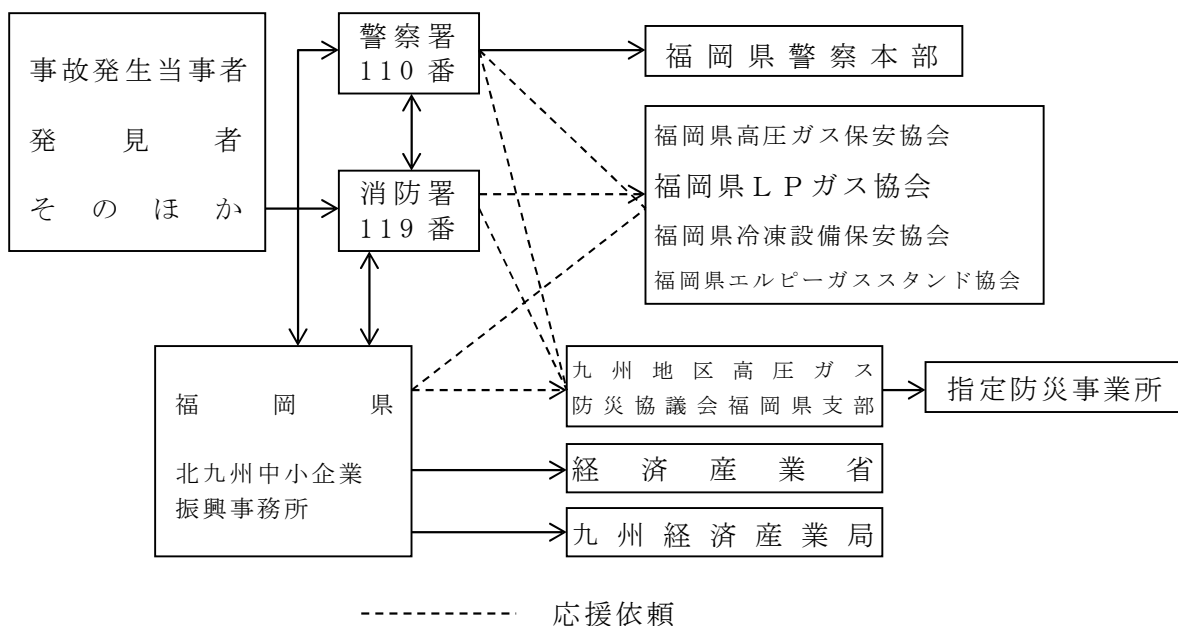 事故発生当事者
発見者
そのほか
警察署
110番
消防署
119番
福岡県警察本部
福岡県高圧ガス保安協会
福岡県LPガス協会
福岡県冷凍設備保安協会
福岡県エルピーガススタンド協会
福岡県
北九州中小企業
振興事務所
九州地区高圧ガス
防災協議会福岡県支部
指定防災事業所
経済産業省
九州経済産業局
応援依頼